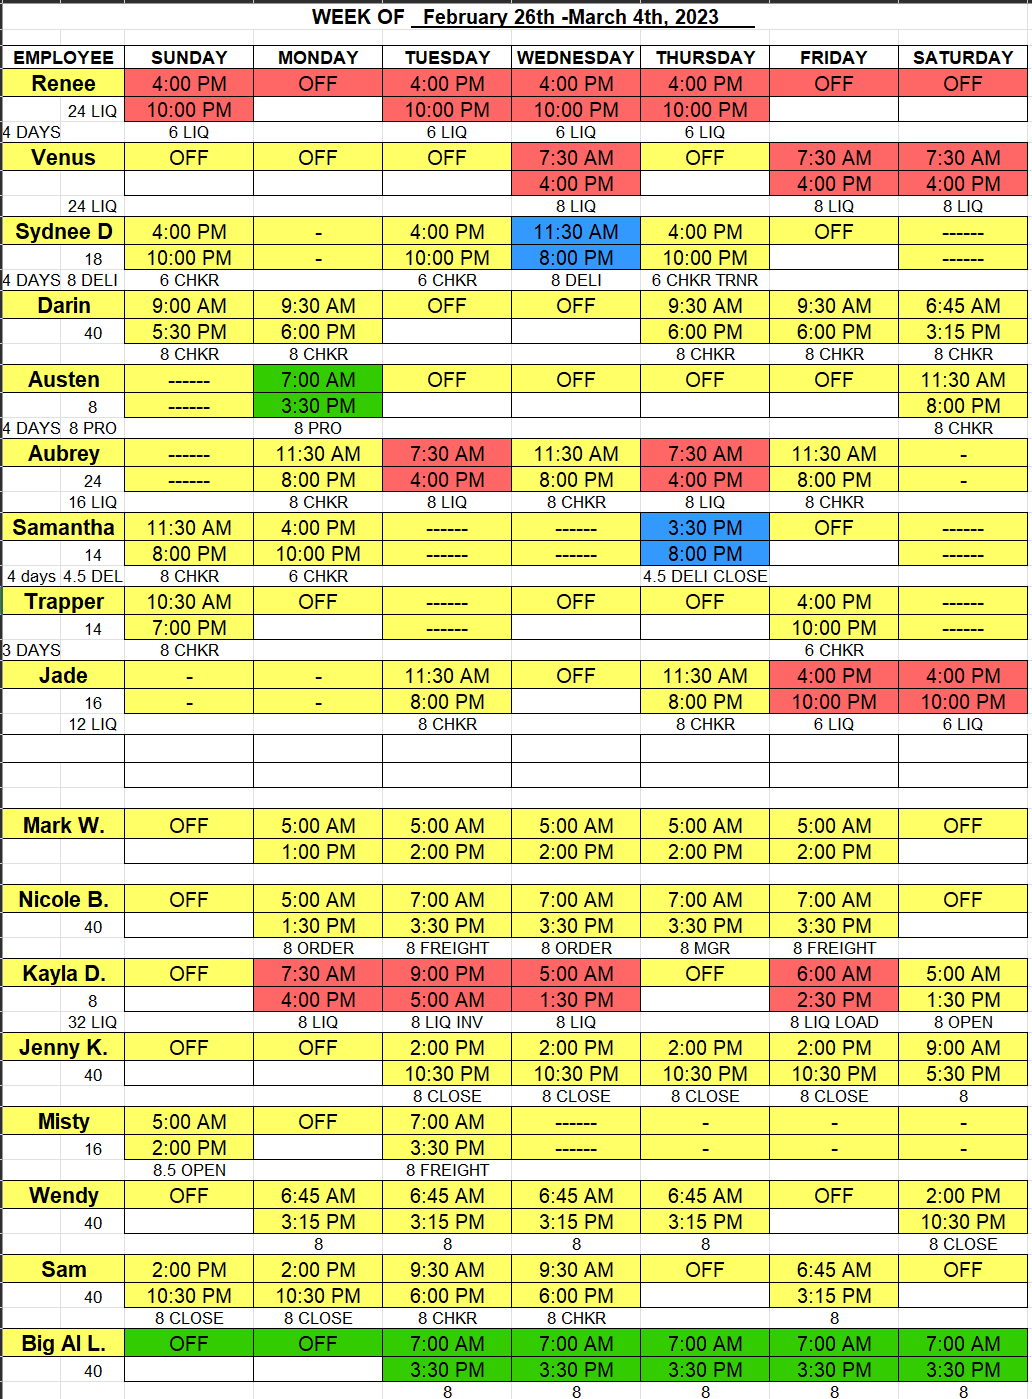 WEEK OF February 26th -March 4th, 2023
EMPLOYEE SUNDAY MONDAY TUESDAY WEDNESDAY THURSDAY FRIDAY SATURDAY
Renee 4:00 PM OFF 4:00 PM 4:00 PM 4:00 PM OFF OFF
24 LIQ 10:00 PM 10:00 PM 10:00 PM 10:00 PM
4 DAYS 6 LIQ 6 LIQ 6 LIQ 6 LIQ
Venus OFF OFF OFF 7:30 AM OFF 7:30 AM 7:30 AM
4:00 PM 4:00 PM 4:00 PM
24 LIQ 8 LIQ 8 LIQ 8 LIQ
Sydnee D 4:00 PM - 4:00 PM 11:30 AM 4:00 PM OFF ------
18 10:00 PM - 10:00 PM 8:00 PM 10:00 PM ------
4 DAYS 8 DELI 6 CHKR 6 CHKR 8 DELI 6 CHKR TRNR
Darin 9:00 AM 9:30 AM OFF OFF 9:30 AM 9:30 AM 6:45 AM
40 5:30 PM 6:00 PM 6:00 PM 6:00 PM 3:15 PM
8 CHKR 8 CHKR 8 CHKR 8 CHKR 8 CHKR
Austen ------ 7:00 AM OFF OFF OFF OFF 11:30 AM
8 ------ 3:30 PM 8:00 PM
4 DAYS 8 PRO 8 PRO 8 CHKR
Aubrey ------ 11:30 AM 7:30 AM 11:30 AM 7:30 AM 11:30 AM -
24 ------ 8:00 PM 4:00 PM 8:00 PM 4:00 PM 8:00 PM -
16 LIQ 8 CHKR 8 LIQ 8 CHKR 8 LIQ 8 CHKR
Samantha 11:30 AM 4:00 PM ------ ------ 3:30 PM OFF ------
14 8:00 PM 10:00 PM ------ ------ 8:00 PM ------
4 days 4.5 DEL 8 CHKR 6 CHKR 4.5 DELI CLOSE
Trapper 10:30 AM OFF ------ OFF OFF 4:00 PM ------
14 7:00 PM ------ 10:00 PM ------
3 DAYS 8 CHKR 6 CHKR
Jade - - 11:30 AM OFF 11:30 AM 4:00 PM 4:00 PM
16 - - 8:00 PM 8:00 PM 10:00 PM 10:00 PM
12 LIQ 8 CHKR 8 CHKR 6 LIQ 6 LIQ
Mark W. OFF 5:00 AM 5:00 AM 5:00 AM 5:00 AM 5:00 AM OFF
1:00 PM 2:00 PM 2:00 PM 2:00 PM 2:00 PM
Nicole B. OFF 5:00 AM 7:00 AM 7:00 AM 7:00 AM 7:00 AM OFF
40 1:30 PM 3:30 PM 3:30 PM 3:30 PM 3:30 PM
8 ORDER 8 FREIGHT 8 ORDER 8 MGR 8 FREIGHT
Kayla D. OFF 7:30 AM 9:00 PM 5:00 AM OFF 6:00 AM 5:00 AM
8 4:00 PM 5:00 AM 1:30 PM 2:30 PM 1:30 PM
32 LIQ 8 LIQ 8 LIQ INV 8 LIQ 8 LIQ LOAD 8 OPEN
Jenny K. OFF OFF 2:00 PM 2:00 PM 2:00 PM 2:00 PM 9:00 AM
40 10:30 PM 10:30 PM 10:30 PM 10:30 PM 5:30 PM
8 CLOSE 8 CLOSE 8 CLOSE 8 CLOSE 8
Misty 5:00 AM OFF 7:00 AM ------ - - -
16 2:00 PM 3:30 PM ------ - - -
8.5 OPEN 8 FREIGHT
Wendy OFF 6:45 AM 6:45 AM 6:45 AM 6:45 AM OFF 2:00 PM
40 3:15 PM 3:15 PM 3:15 PM 3:15 PM 10:30 PM
8 8 8 8 8 CLOSE
Sam 2:00 PM 2:00 PM 9:30 AM 9:30 AM OFF 6:45 AM OFF
40 10:30 PM 10:30 PM 6:00 PM 6:00 PM 3:15 PM
8 CLOSE 8 CLOSE 8 CHKR 8 CHKR 8
Big Al L. OFF OFF 7:00 AM 7:00 AM 7:00 AM 7:00 AM 7:00 AM
40 3:30 PM 3:30 PM 3:30 PM 3:30 PM 3:30 PM
8 8 8 8 8